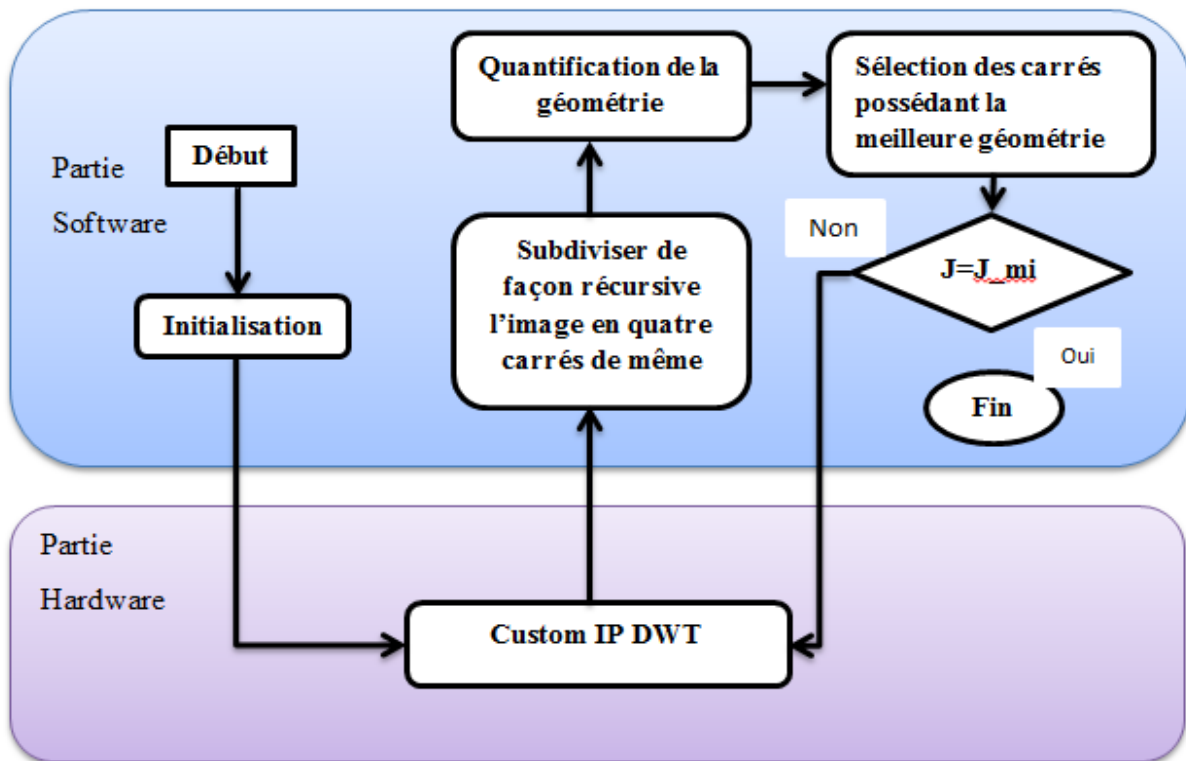 Partie
Software
Début
Initialisation
Quantification de la
géométrie
Subdiviser de
façon récursive
l'image en quatre
carrés de même
Sélection des carrés
possédant la
meilleure géométrie
Non
J=J_mi
Oui
Fin
Partie
Hardware
Custom IP DWT